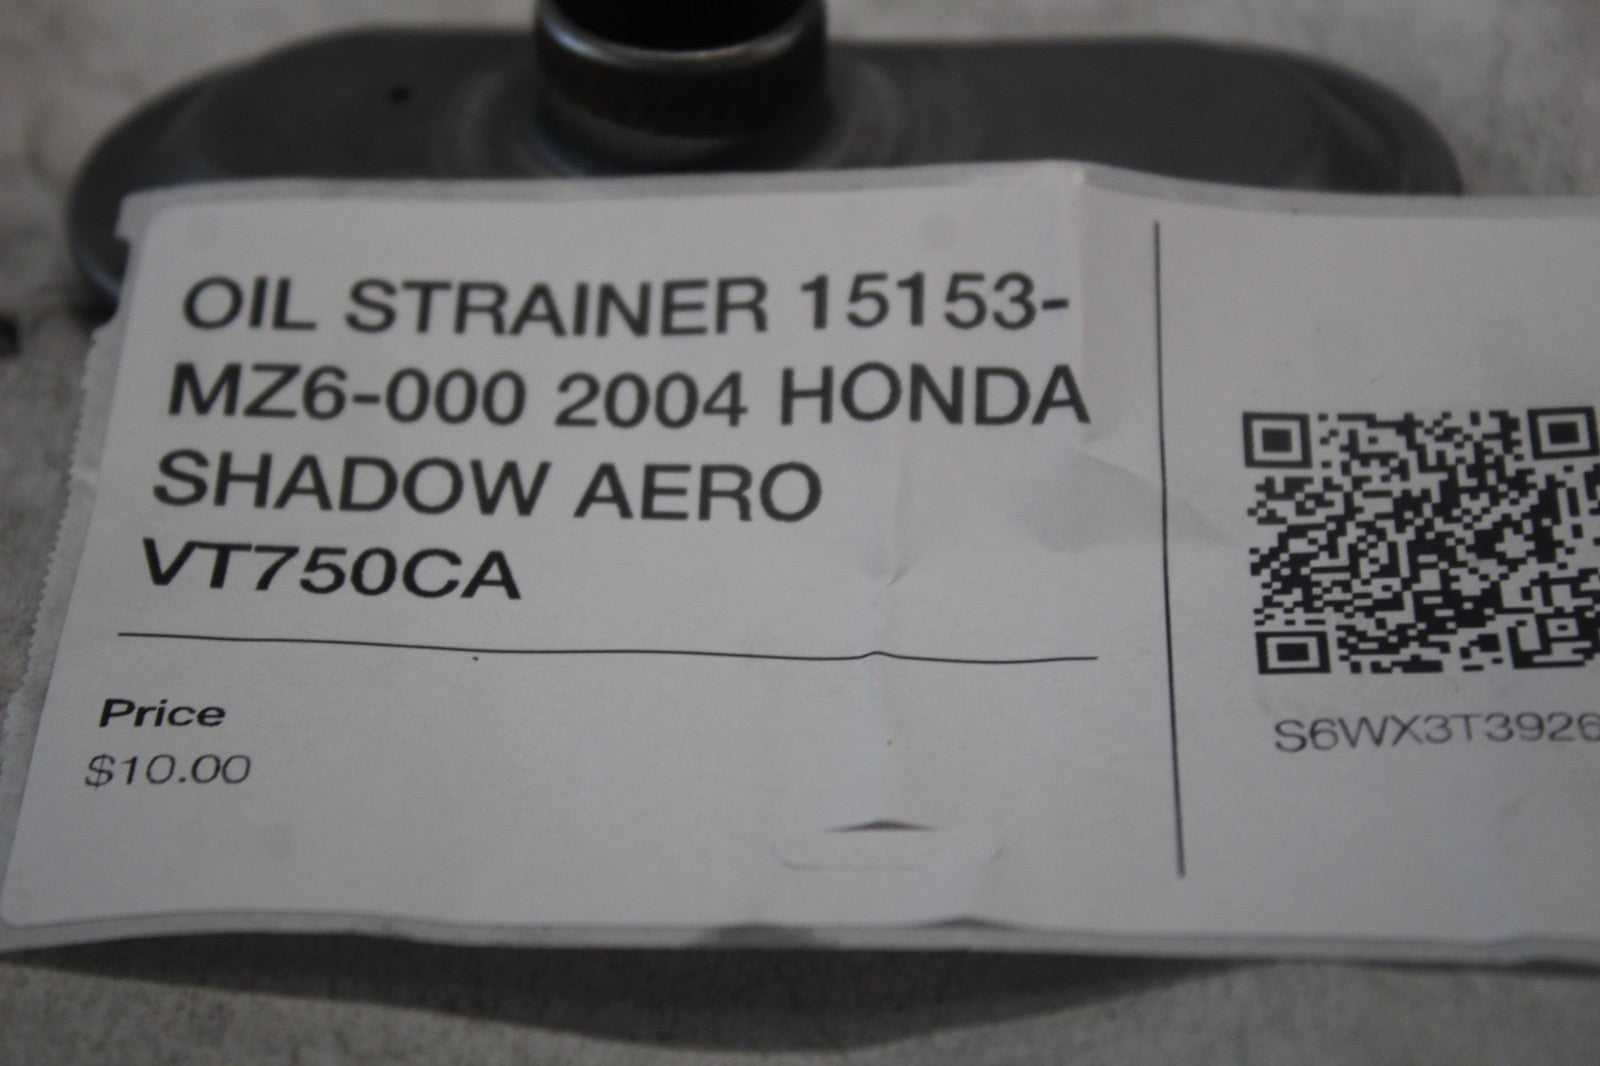 OIL STRAINER 15153-
MZ6-000 2004 HONDA
SHADOW AERO
VT750CA
Price
$10.00
S6WX3T3926